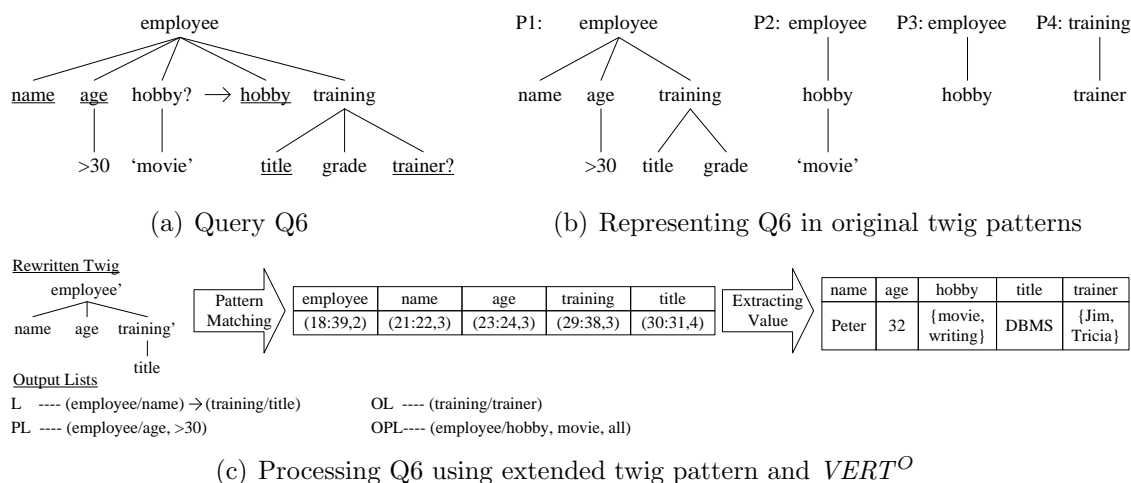 employee
name age hobby? → hobby training
>30 ‘movie’ title grade trainer?
(a) Query Q6
P1: employee P2: employee P3: employee P4: training
name age training hobby hobby trainer
>30 title grade ‘movie’
(b) Representing Q6 in original twig patterns
Rewritten Twig
employee’
name age training’
title
Pattern
Matching
employee name age training title
(18:39,2) (21:22,3) (23:24,3) (29:38,3) (30:31,4)
Extracting
Value
name age hobby title trainer
Peter 32 {movie, writing} DBMS {Jim, Tricia}
Output Lists
L ---- (employee/name) → (training/title) OL ---- (training/trainer)
PL ---- (employee/age, >30) OPL---- (employee/hobby, movie, all)
(c) Processing Q6 using extended twig pattern and VERT^O